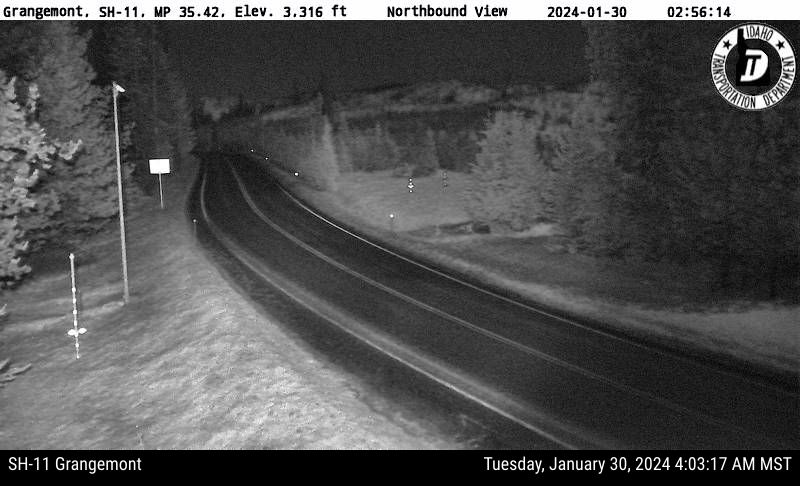 Grangemont, SH-11, MP 35.42, Elev. 3,316 ft Northbound View 2024-01-30 02:56:14
IDAHO
TRANSPORTATION DEPARTMENT
SH-11 Grangemont Tuesday, January 30, 2024 4:03:17 AM MST